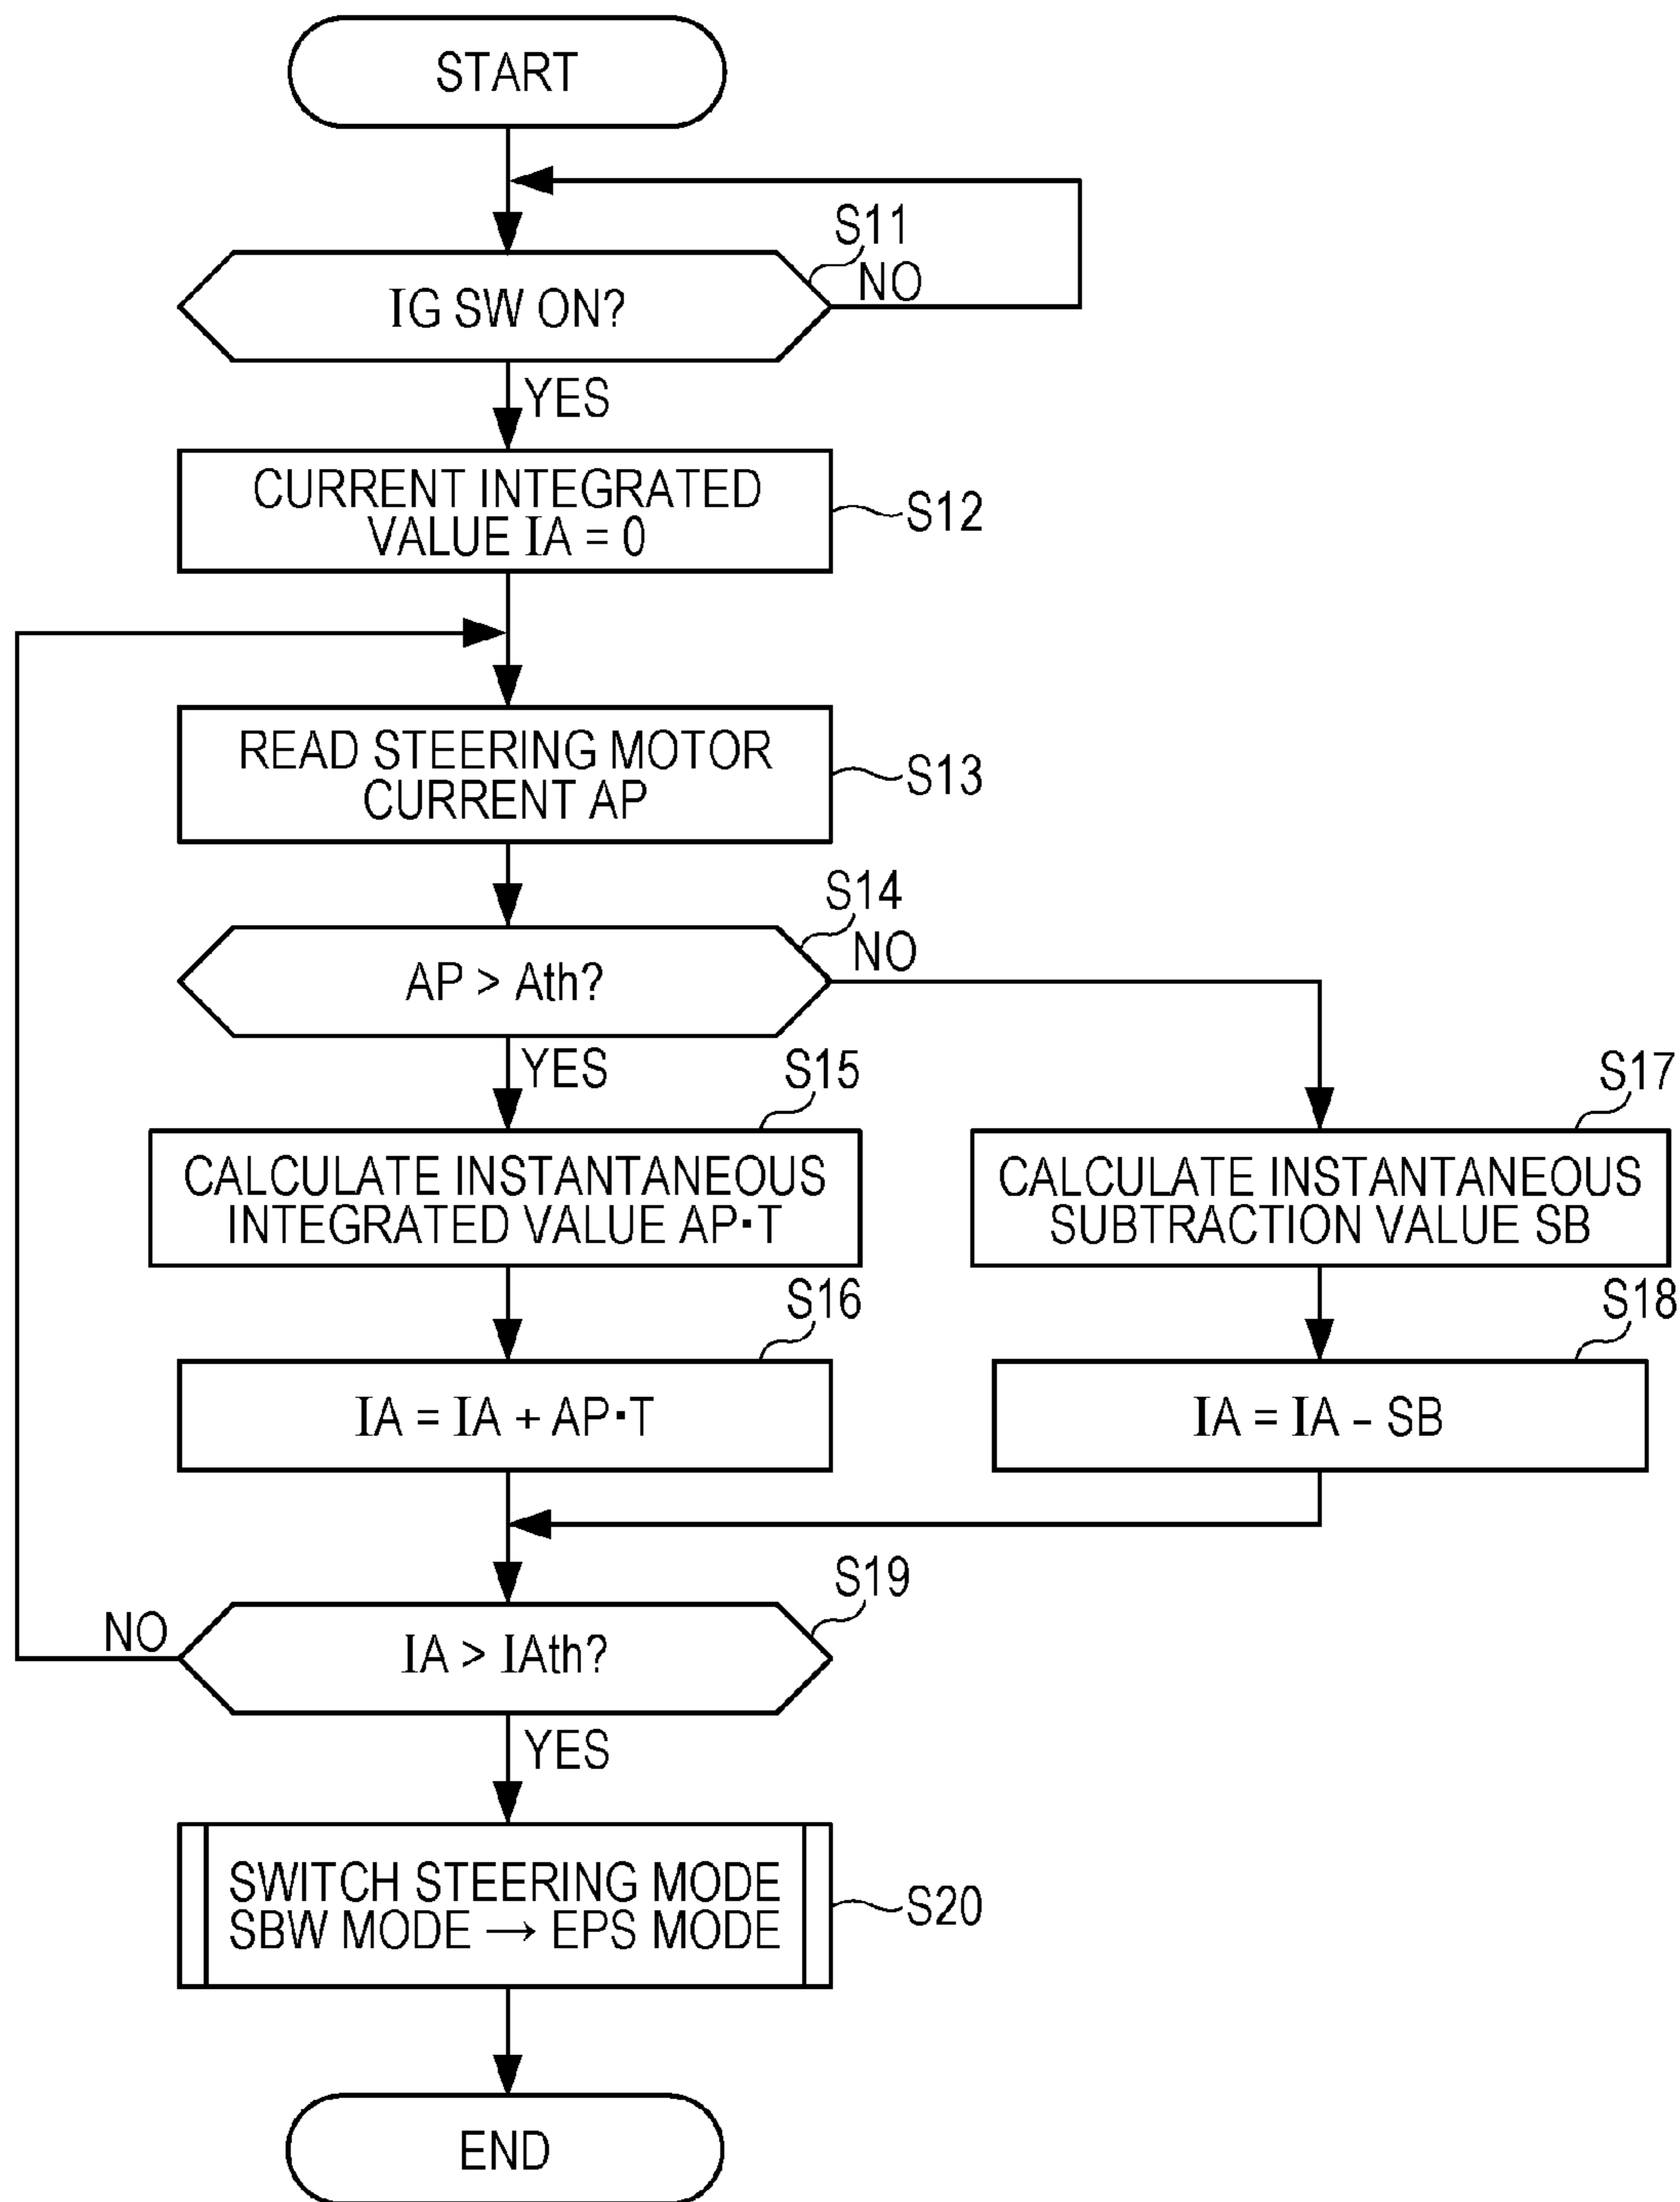 START
S11
NO
IG SW ON?
YES
CURRENT INTEGRATED
VALUE IA = 0
S12
READ STEERING MOTOR
CURRENT AP
S13
S14
NO
AP > Ath?
YES
S15
S17
CALCULATE INSTANTANEOUS
INTEGRATED VALUE AP·T
CALCULATE INSTANTANEOUS
SUBTRACTION VALUE SB
S16
S18
IA = IA + AP·T
IA = IA – SB
S19
NO
IA > IAth?
YES
SWITCH STEERING MODE
SBW MODE → EPS MODE
S20
END